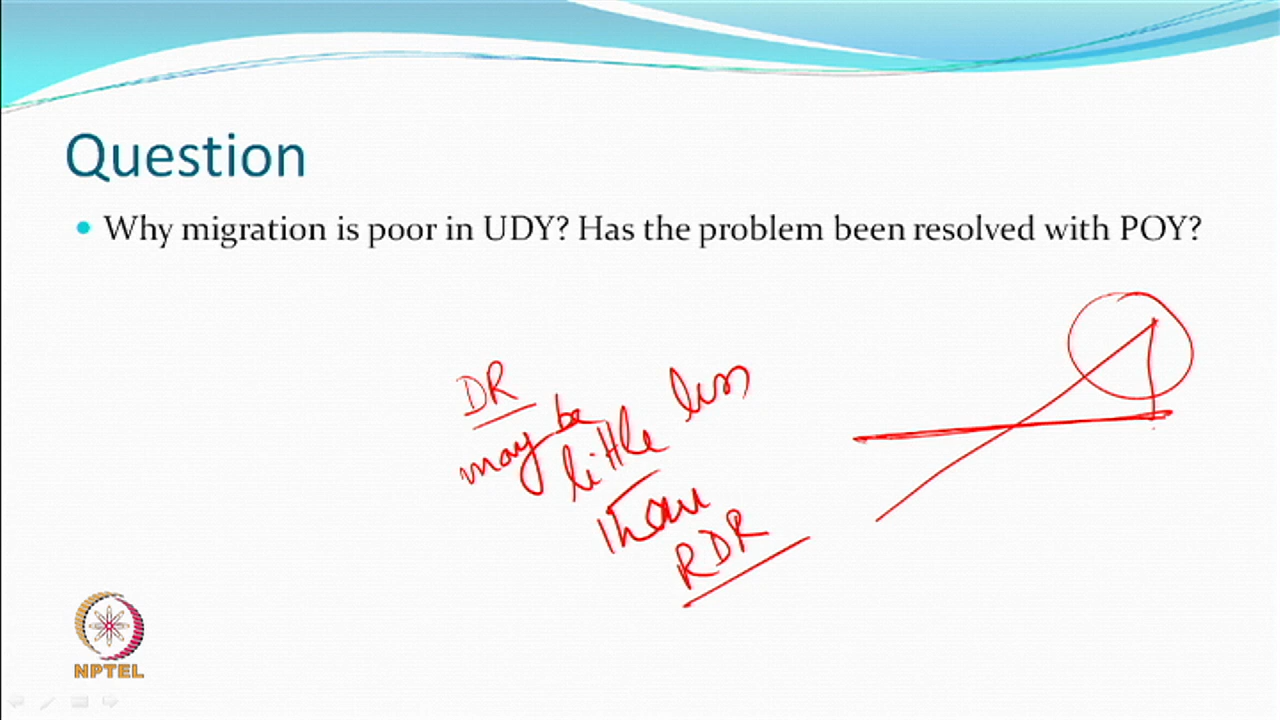 Question
Why migration is poor in UDY? Has the problem been resolved with POY?
DR
may be
little less
than
RDR
NPTEL